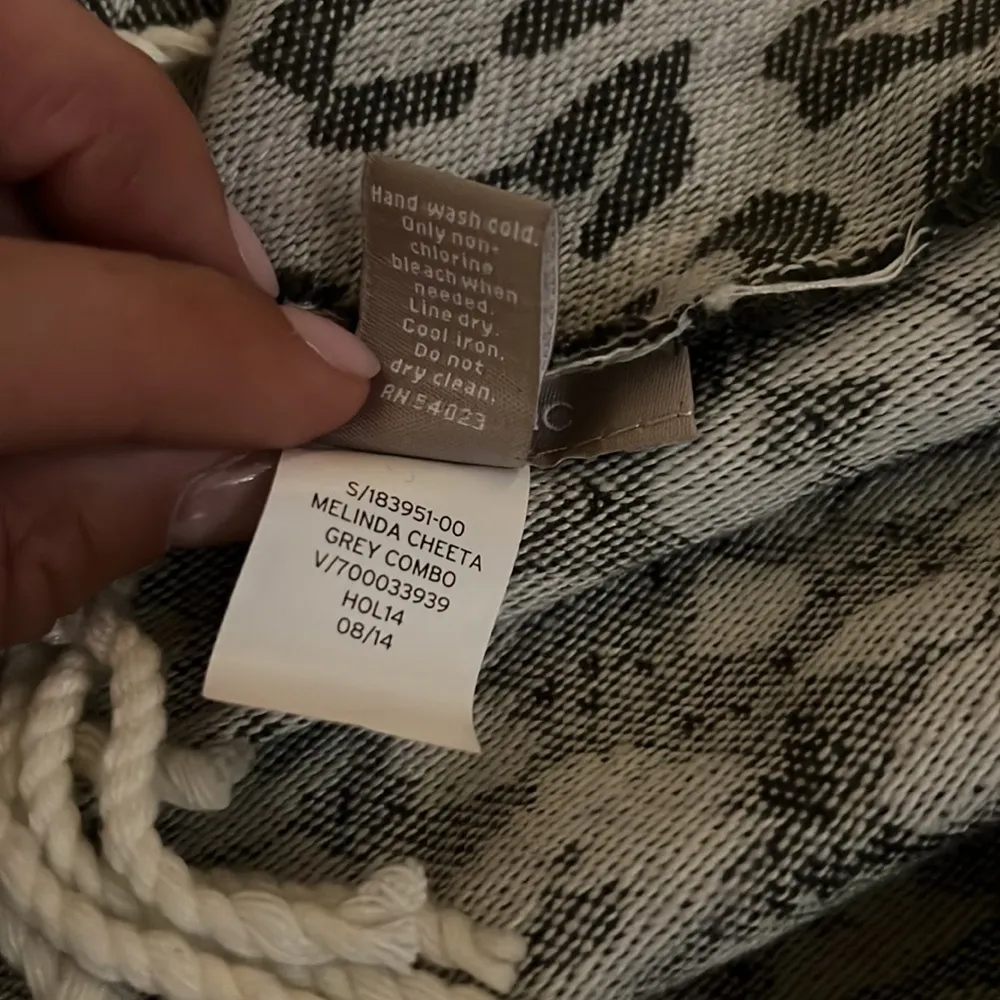 Hand wash cold.
Only non-
chlorine
bleach when
needed.
Line dry.
Cool iron.
Do not
dry clean.
RN 54023
C
S/183951-00
MELINDA CHEETA
GREY COMBO
V/700033939
HOL14
08/14